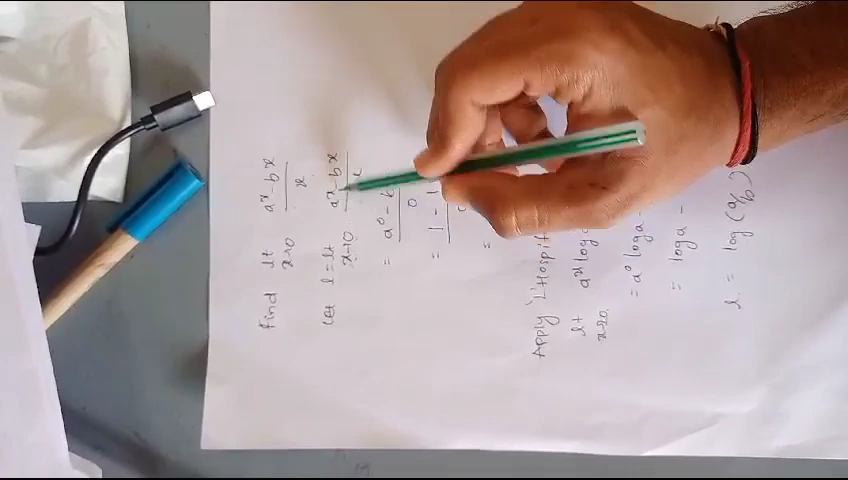 Find lt x→0 a^x - b^x / x
Let l = lt x→0 a^x - b^x / x
= a^0 - b / 0
= 1 - 1 / 0
=
Apply 'L'Hospit
lt x→0 a^x log
= a^0 log a -
= log a -
l = log (a/b)